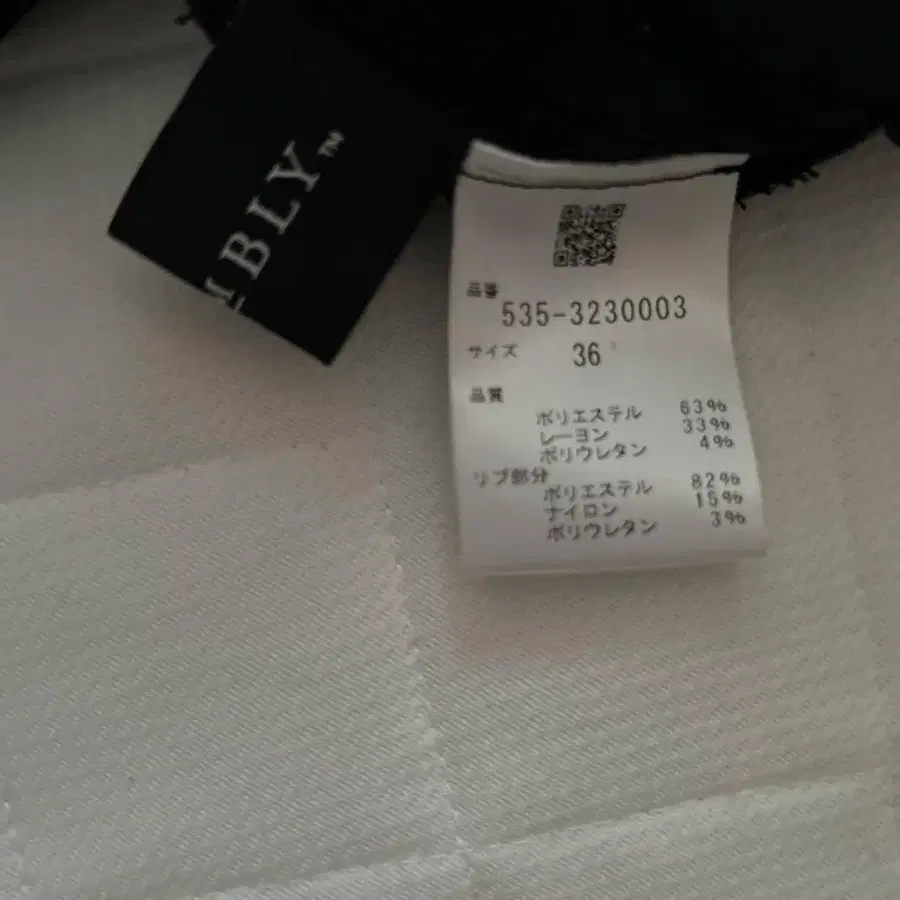 MBLY™
品番
535-3230003
サイズ 36
品質
ポリエステル 63%
レーヨン 33%
ポリウレタン 4%
リブ部分
ポリエステル 82%
ナイロン 15%
ポリウレタン 3%